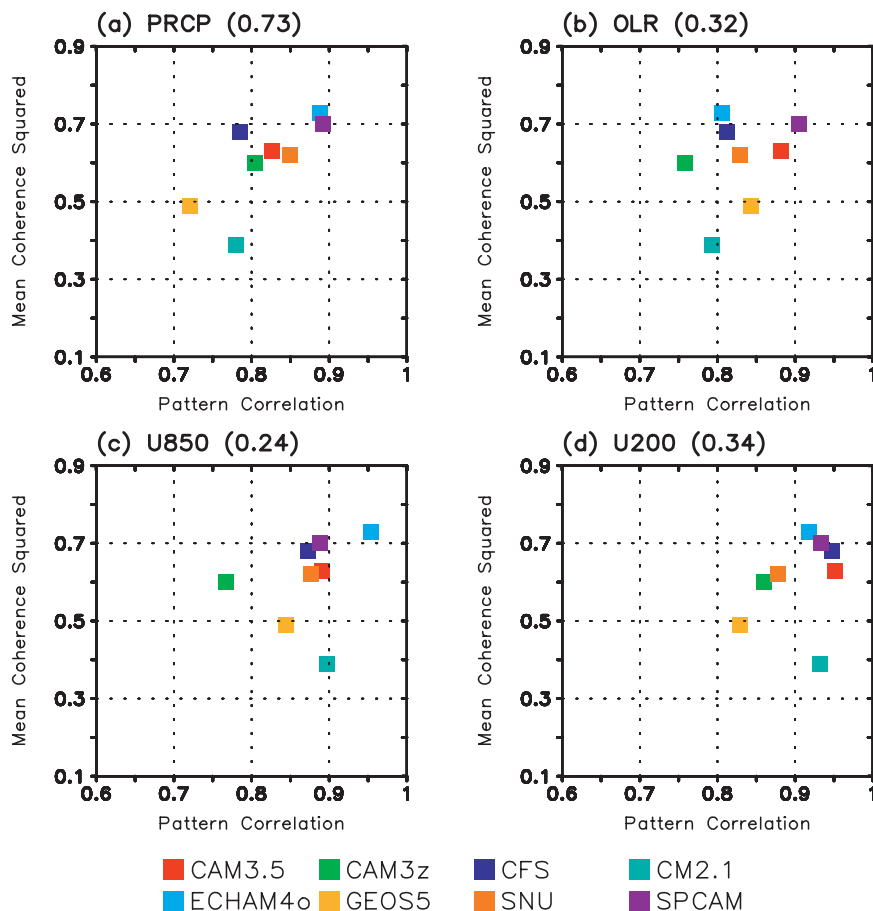 (a) PRCP (0.73)
0.9
0.7
0.5
0.3
0.1
0.6 0.7 0.8 0.9 1
Mean Coherence Squared
Pattern Correlation
(b) OLR (0.32)
0.9
0.7
0.5
0.3
0.1
0.6 0.7 0.8 0.9 1
Mean Coherence Squared
Pattern Correlation
(c) U850 (0.24)
0.9
0.7
0.5
0.3
0.1
0.6 0.7 0.8 0.9 1
Mean Coherence Squared
Pattern Correlation
(d) U200 (0.34)
0.9
0.7
0.5
0.3
0.1
0.6 0.7 0.8 0.9 1
Mean Coherence Squared
Pattern Correlation
CAM3.5 CAM3z CFS CM2.1
ECHAM4o GEOS5 SNU SPCAM